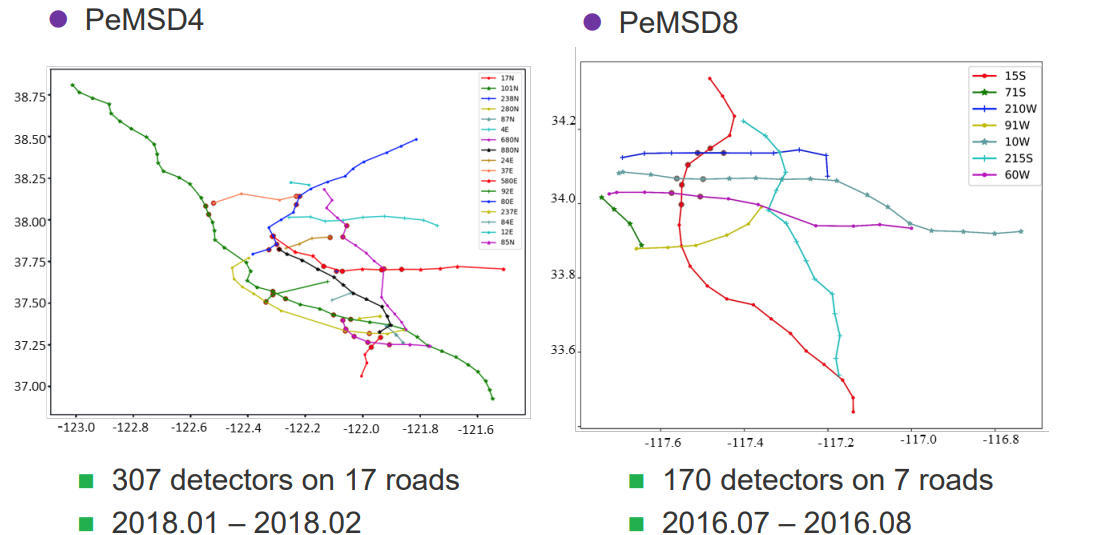 PeMSD4
38.75
38.50
38.25
38.00
37.75
37.50
37.25
37.00
-123.0 -122.8 -122.6 -122.4 -122.2 -122.0 -121.8 -121.6
17N
101N
238N
280N
87N
4E
680N
880N
24E
37E
580E
92E
80E
237E
84E
12E
85N
307 detectors on 17 roads
2018.01 – 2018.02
PeMSD8
34.2
34.0
33.8
33.6
-117.6 -117.4 -117.2 -117.0 -116.8
15S
71S
210W
91W
10W
215S
60W
170 detectors on 7 roads
2016.07 – 2016.08